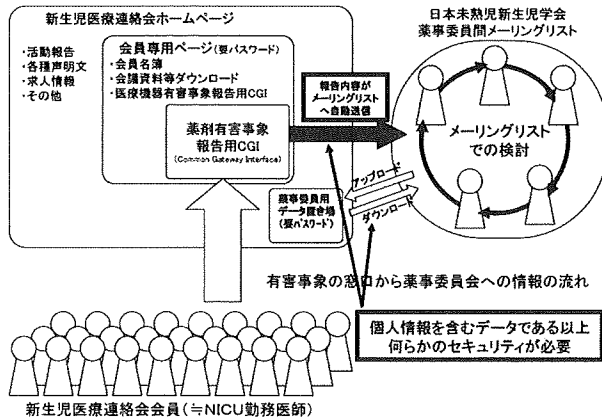 新生児医療連絡会ホームページ
・活動報告
・各種声明文
・求人情報
・その他
会員専用ページ(要パスワード)
・会員名簿
・会議資料等ダウンロード
・医療機器有害事象報告用CGI
薬剤有害事象
報告用CGI
(Common Gateway Interface)
報告内容が
メーリングリスト
へ自動送信
日本未熟児新生児学会
薬事委員間メーリングリスト
メーリングリスト
での検討
アップロード
ダウンロード
薬事委員用
データ置き場
(要パスワード)
有害事象の窓口から薬事委員会への情報の流れ
個人情報を含むデータである以上
何らかのセキュリティが必要
新生児医療連絡会会員(≒NICU勤務医師)